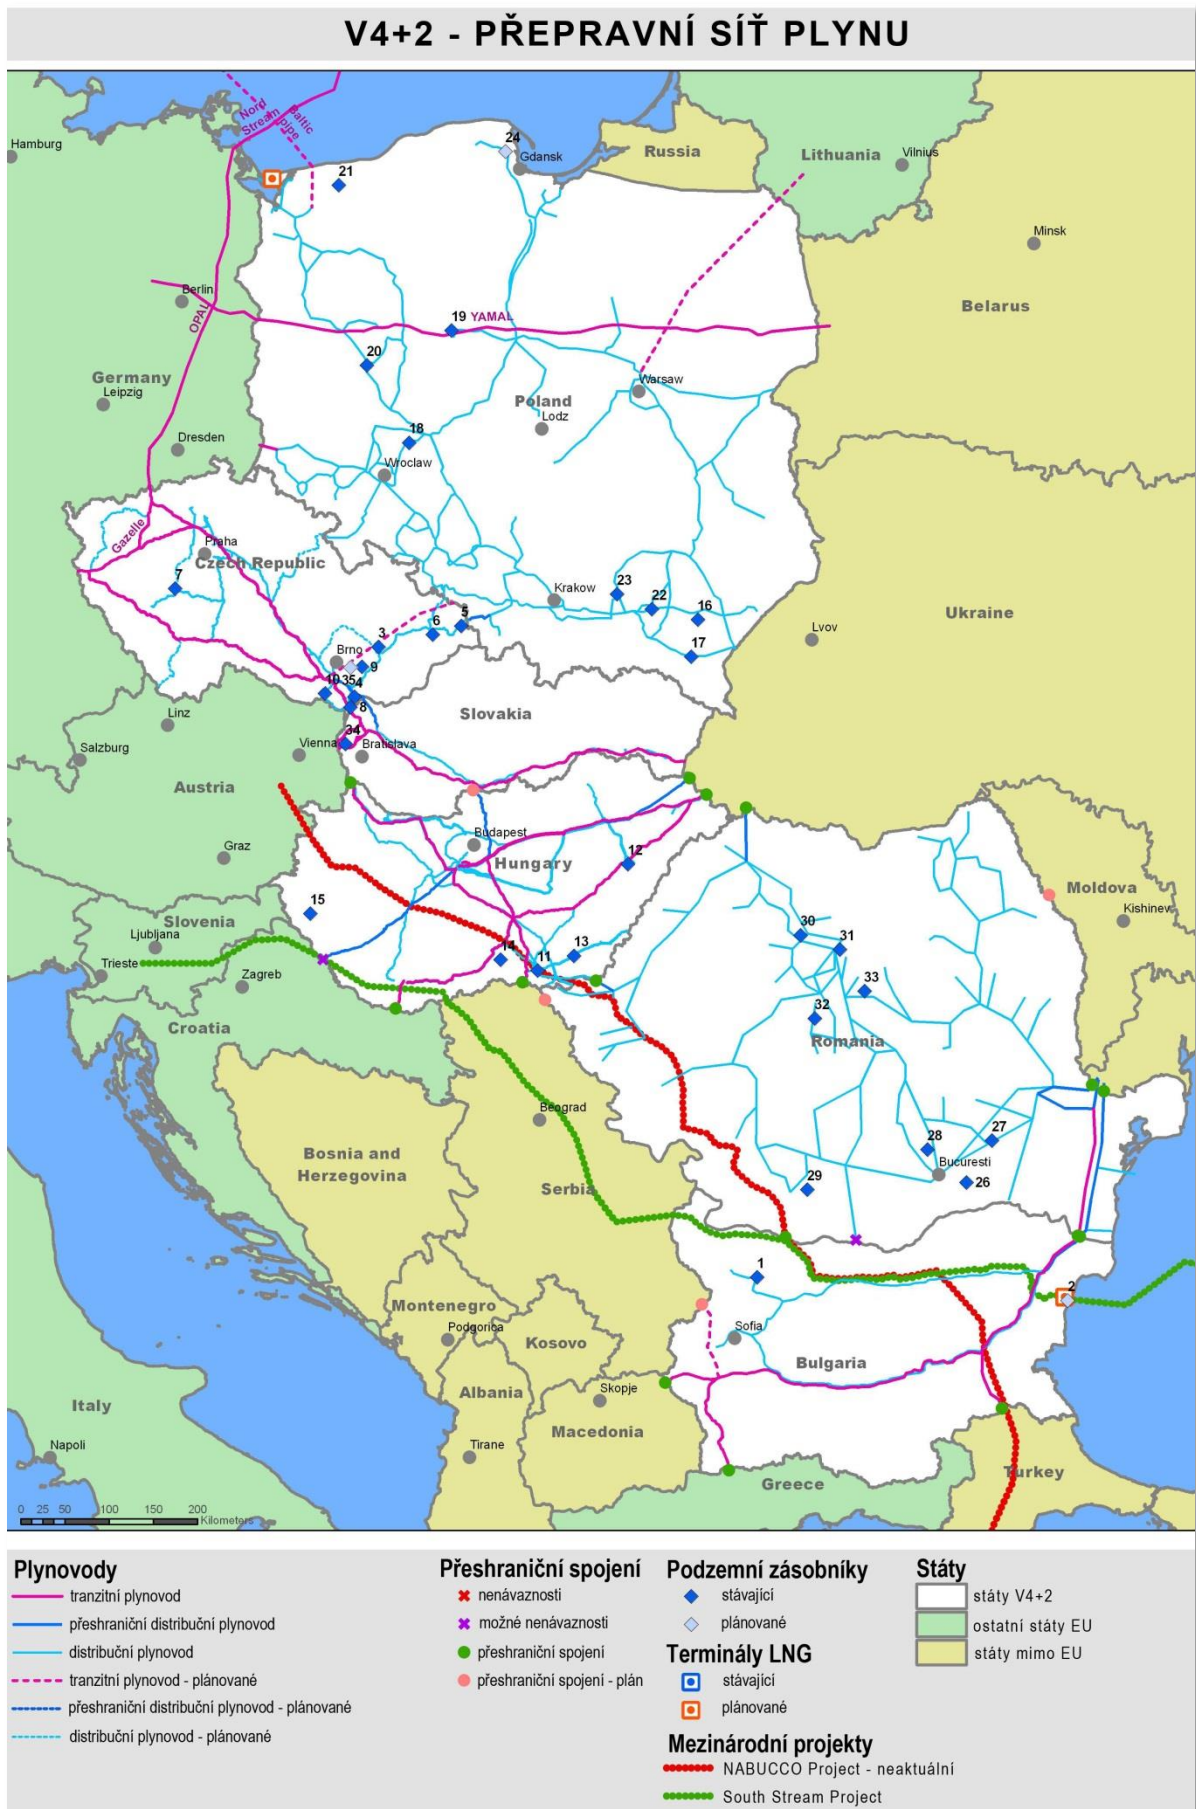 V4+2 - PŘEPRAVNÍ SÍŤ PLYNU
Nord
Stream
Baltic
pipe
Hamburg
24
Gdansk
Russia
Lithuania
Vilnius
21
Minsk
Berlin
OPAL
19 YAMAL
Belarus
20
Germany
Leipzig
Warsaw
Poland
Lodz
18
Dresden
Wroclaw
Gazelle
Praha
Czech Republic
7
Krakow
23
22
16
Ukraine
5
6
3
17
Lvov
Brno
9
10
35
4
8
Slovakia
Linz
34
Vienna
Bratislava
Salzburg
Austria
Budapest
Hungary
12
Graz
Moldova
Kishinev
15
Slovenia
Ljubljana
30
31
Trieste
14
11
13
Zagreb
33
32
Croatia
Romania
Beograd
Bosnia and
Herzegovina
Serbia
28
27
Bucuresti
29
26
1
2
Montenegro
Podgorica
Kosovo
Sofia
Bulgaria
Albania
Skopje
Italy
Macedonia
Napoli
Tirane
Greece
Turkey
0 25 50 100 150 200
Kilometers
Plynovody
tranzitní plynovod
přeshraniční distribuční plynovod
distribuční plynovod
tranzitní plynovod - plánované
přeshraniční distribuční plynovod - plánované
distribuční plynovod - plánované
Přeshraniční spojení
nenávaznosti
možné nenávaznosti
přeshraniční spojení
přeshraniční spojení - plán
Podzemní zásobníky
stávající
plánované
Terminály LNG
stávající
plánované
Mezinárodní projekty
NABUCCO Project - neaktuální
South Stream Project
Státy
státy V4+2
ostatní státy EU
státy mimo EU